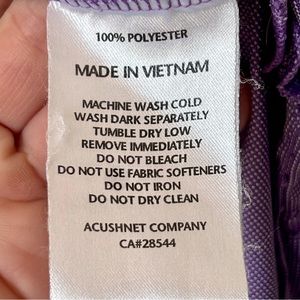 100% POLYESTER
MADE IN VIETNAM
MACHINE WASH COLD
WASH DARK SEPARATELY
TUMBLE DRY LOW
REMOVE IMMEDIATELY
DO NOT BLEACH
DO NOT USE FABRIC SOFTENERS
DO NOT IRON
DO NOT DRY CLEAN
ACUSHNET COMPANY
CA#28544